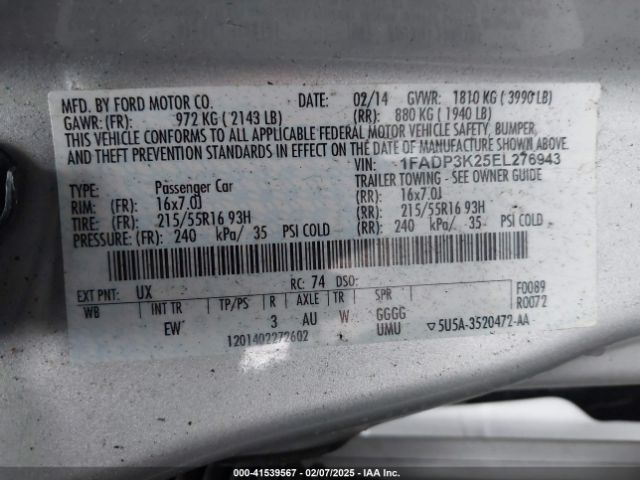 MFD. BY FORD MOTOR CO. DATE: 02/14 GVWR: 1810 KG ( 3990 LB)
GAWR: (FR): 972 KG ( 2143 LB) (RR): 880 KG ( 1940 LB)
THIS VEHICLE CONFORMS TO ALL APPLICABLE FEDERAL MOTOR VEHICLE SAFETY, BUMPER,
AND THEFT PREVENTION STANDARDS IN EFFECT ON THE DATE OF MANUFACTURE SHOWN ABOVE.
VIN: 1FADP3K25EL276943
TYPE: Passenger Car TRAILER TOWING - SEE OWNER GUIDE
RIM: (FR): 16x7.0J (RR): 16x7.0J
TIRE: (FR): 215/55R16 93H (RR): 215/55R16 93H
PRESSURE: (FR): 240 kPa/ 35 PSI COLD (RR): 240 kPa/ 35 PSI COLD
EXT PNT: UX RC: 74 DSO: F0089
WB INT TR TP/PS R AXLE TR SPR R0072
EW 3 AU W GGGG
UMU ▽5U5A-3520472-AA
1201402272602
000-41539567 - 02/07/2025 - IAA Inc.